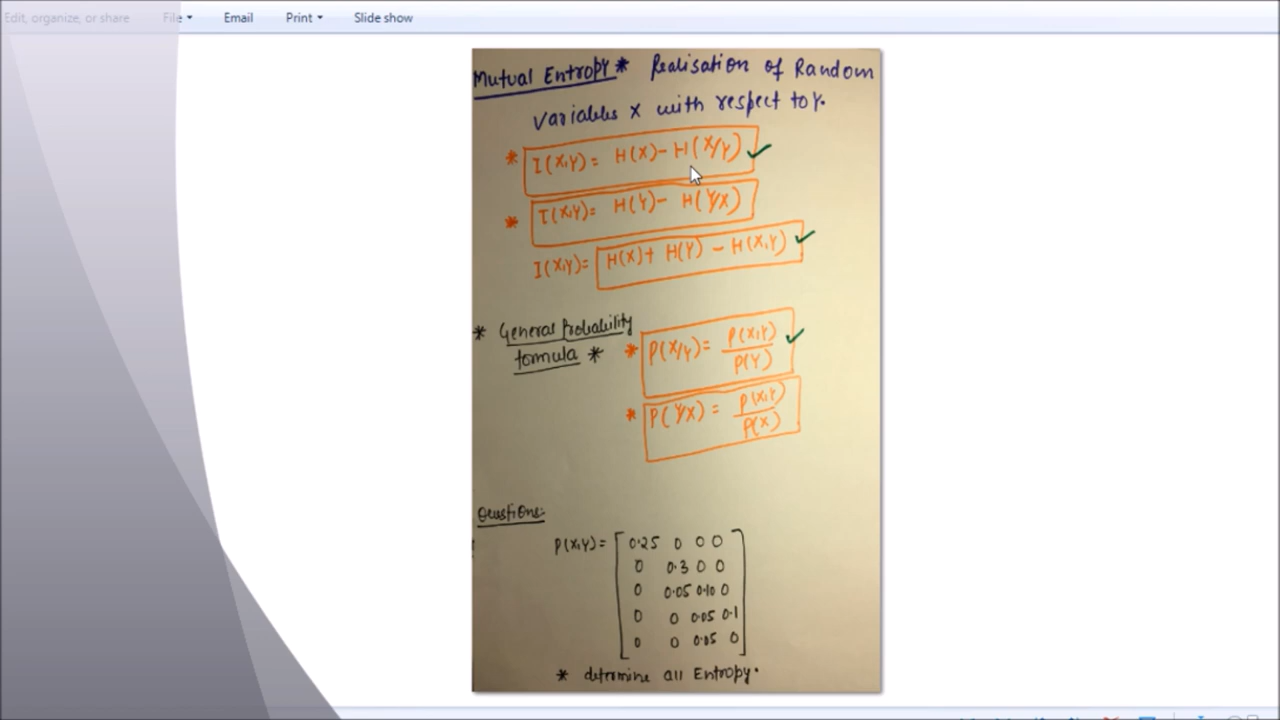 Edit, organize, or share File Email Print Slide show
Mutual Entropy * Realisation of Random
variables x with respect to y.
* I(X,Y) = H(X) - H(X/Y) ✓
* I(X,Y) = H(Y) - H(Y/X)
I(X,Y) = H(X) + H(Y) - H(X,Y) ✓
* General Probability
formula *
* P(X/Y) = P(X,Y) / P(Y) ✓
* P(Y/X) = P(X,Y) / P(X)
Questions:
P(X,Y) = [ 0.25 0 0 0
0 0.3 0 0
0 0.05 0.10 0
0 0 0.05 0.1
0 0 0.05 0 ]
* determine all Entropy.